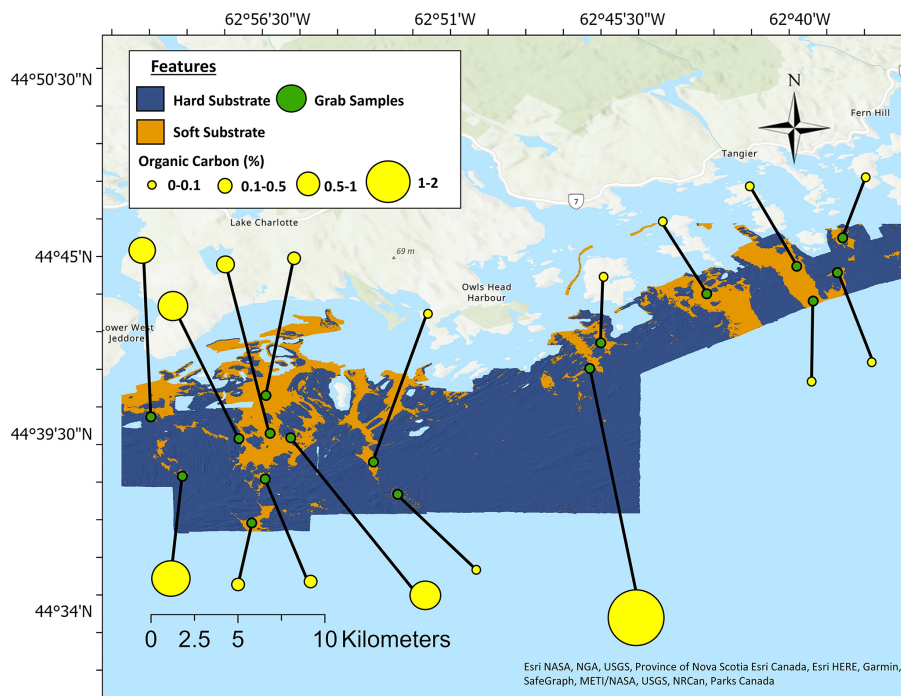 62°56'30"W 62°51'W 62°45'30"W 62°40'W
44°50'30"N
44°45'N
44°39'30"N
44°34'N
Features
Hard Substrate
Grab Samples
Soft Substrate
Organic Carbon (%)
0-0.1
0.1-0.5
0.5-1
1-2
N
Fern Hill
Tangier
7
Lake Charlotte
69 m
Owls Head
Harbour
Lower West
Jeddore
0 2.5 5 10 Kilometers
Esri NASA, NGA, USGS, Province of Nova Scotia Esri Canada, Esri HERE, Garmin,
SafeGraph, METI/NASA, USGS, NRCan, Parks Canada